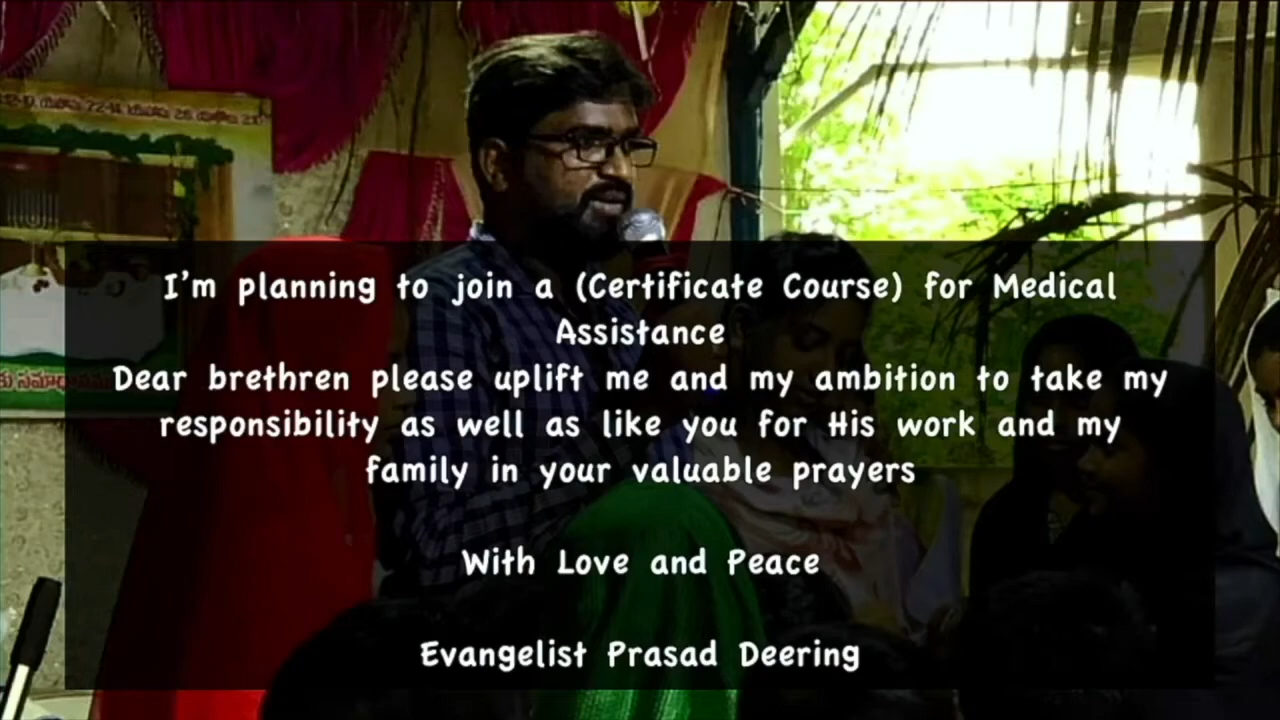 I'm planning to join a (Certificate Course) for Medical
Assistance
Dear brethren please uplift me and my ambition to take my
responsibility as well as like you for His work and my
family in your valuable prayers
With Love and Peace
Evangelist Prasad Deering